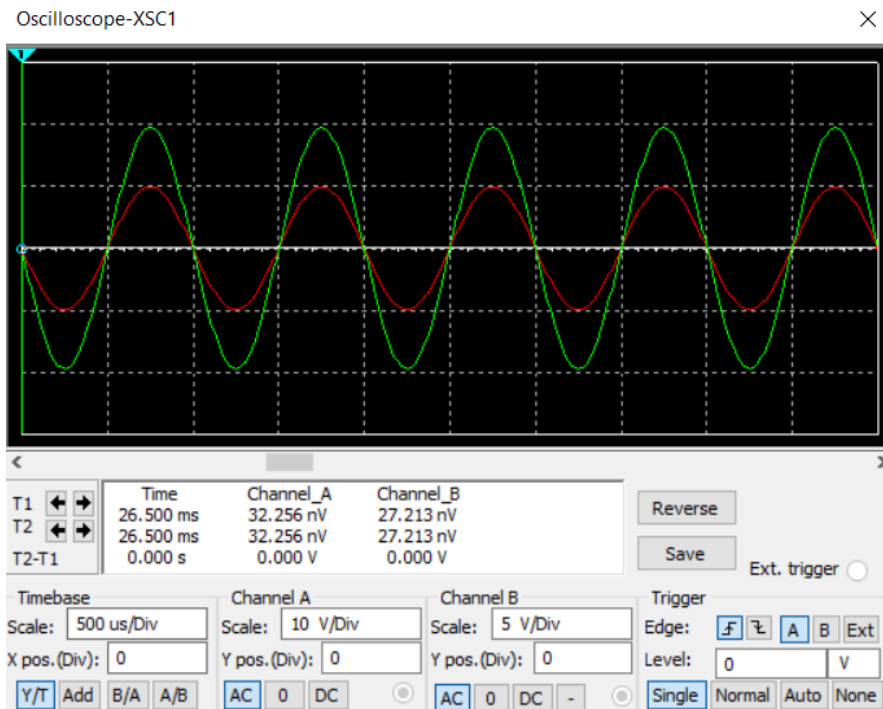 Oscilloscope-XSC1
1
Time Channel_A Channel_B
T1 26.500 ms 32.256 nV 27.213 nV
T2 26.500 ms 32.256 nV 27.213 nV
T2-T1 0.000 s 0.000 V 0.000 V
Reverse
Save
Ext. trigger
Timebase
Scale: 500 us/Div
X pos.(Div): 0
Y/T Add B/A A/B
Channel A
Scale: 10 V/Div
Y pos.(Div): 0
AC 0 DC
Channel B
Scale: 5 V/Div
Y pos.(Div): 0
AC 0 DC -
Trigger
Edge: A B Ext
Level: 0 V
Single Normal Auto None